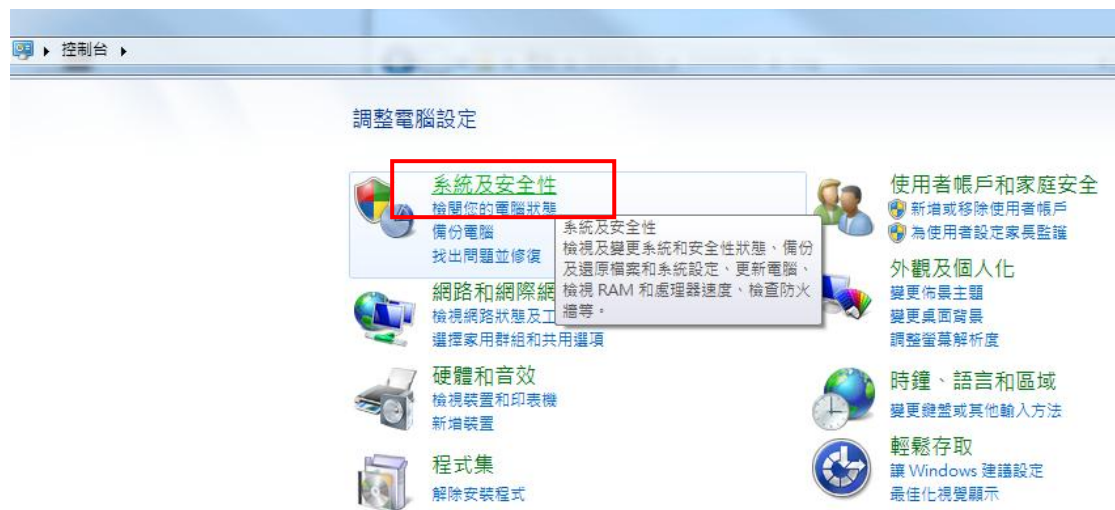 控制台
調整電腦設定
系統及安全性
檢閱您的電腦狀態
備份電腦
找出問題並修復
系統及安全性
檢視及變更系統和安全性狀態、備份
及還原檔案和系統設定、更新電腦、
檢視 RAM 和處理器速度、檢查防火
牆等。
網路和網際網
檢視網路狀態及工
選擇家用群組和共用選項
硬體和音效
檢視裝置和印表機
新增裝置
程式集
解除安裝程式
使用者帳戶和家庭安全
新增或移除使用者帳戶
為使用者設定家長監護
外觀及個人化
變更佈景主題
變更桌面背景
調整螢幕解析度
時鐘、語言和區域
變更鍵盤或其他輸入方法
輕鬆存取
讓 Windows 建議設定
最佳化視覺顯示